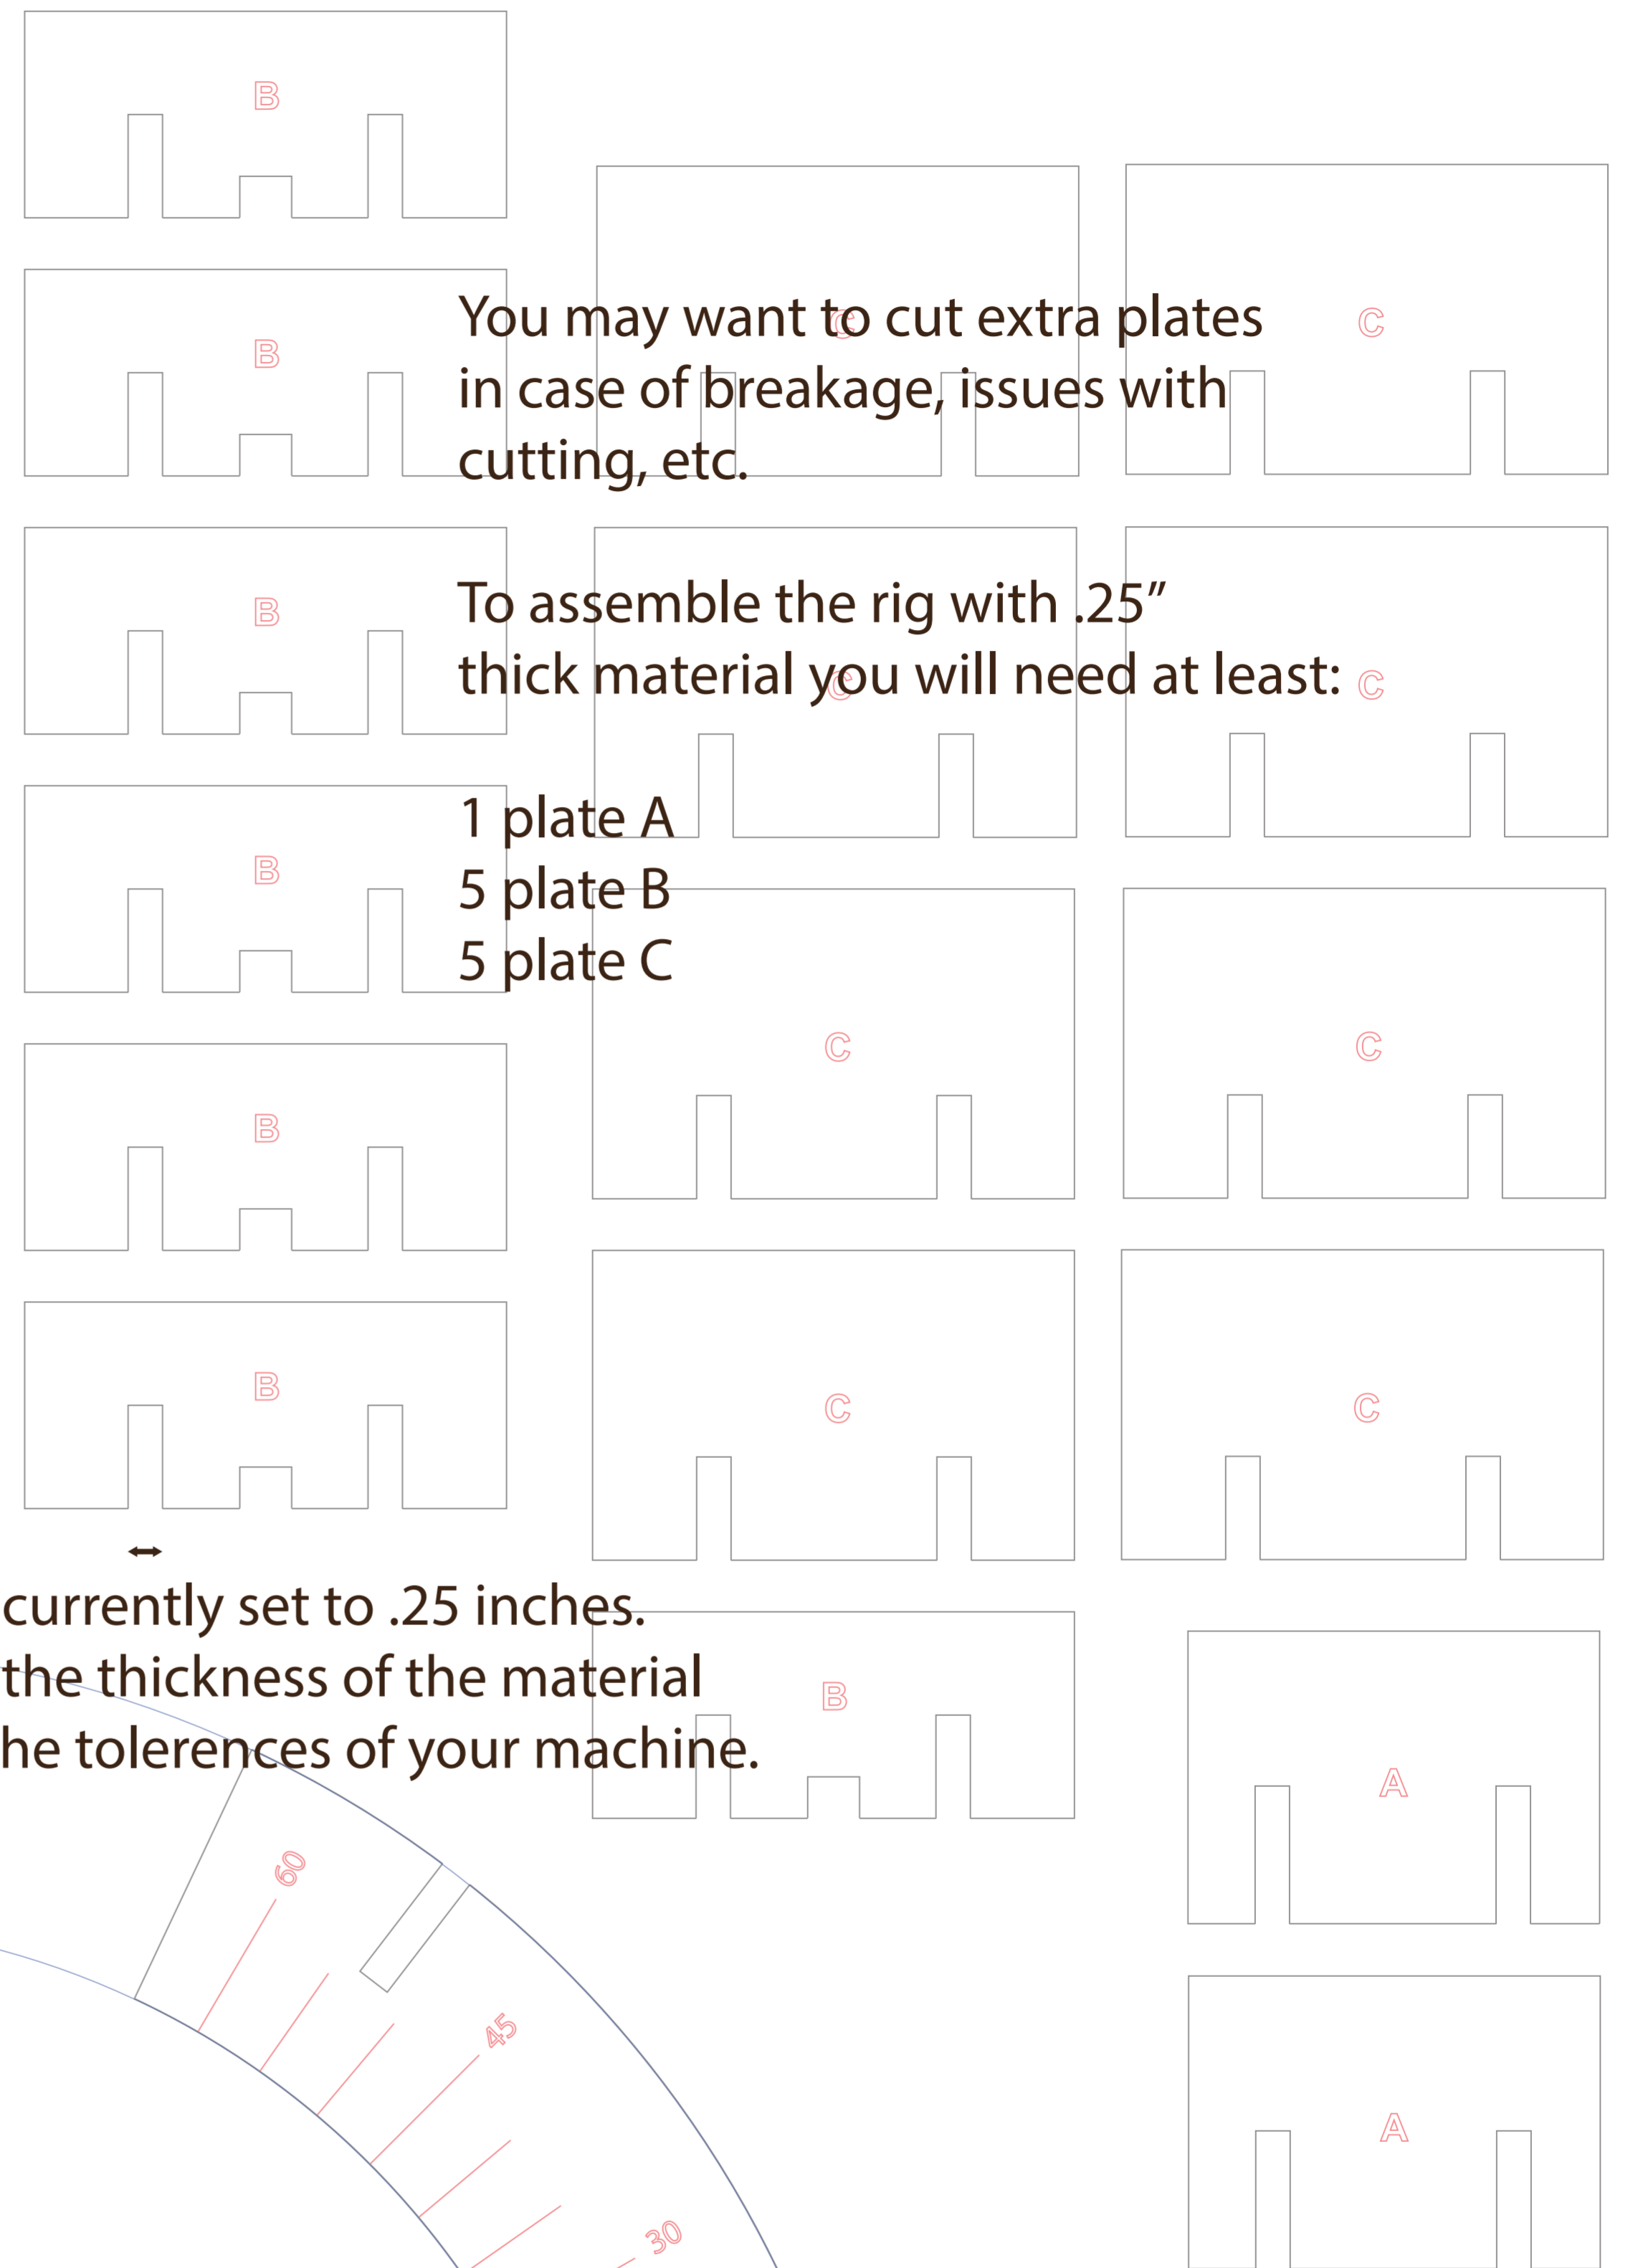 B
B
C
C
You may want to cut extra plates
in case of breakage, issues with
cutting, etc.
B
To assemble the rig with .25”
thick material you will need at least:
C
C
1 plate A
5 plate B
5 plate C
B
C
C
B
B
C
C
currently set to .25 inches.
the thickness of the material
he tolerences of your machine.
B
A
60
45
A
30